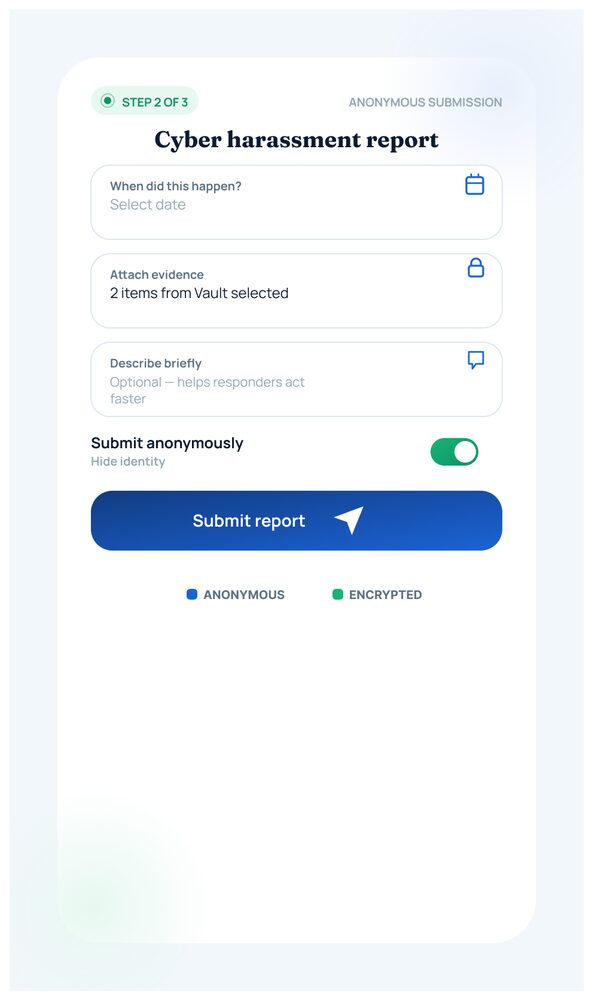 STEP 2 OF 3
ANONYMOUS SUBMISSION
Cyber harassment report
When did this happen?
Select date
Attach evidence
2 items from Vault selected
Describe briefly
Optional — helps responders act
faster
Submit anonymously
Hide identity
Submit report
ANONYMOUS
ENCRYPTED